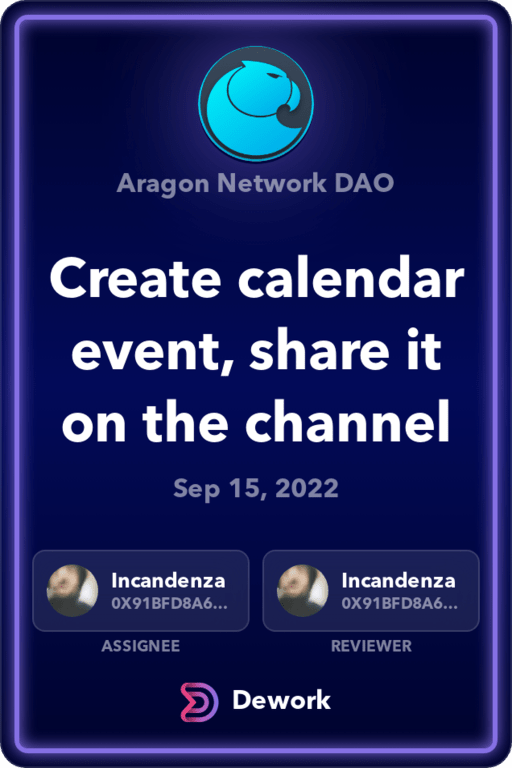 Aragon Network DAO
Create calendar
event, share it
on the channel
Sep 15, 2022
Incandenza
0X91BFD8A6...
ASSIGNEE
Incandenza
0X91BFD8A6...
REVIEWER
Dework